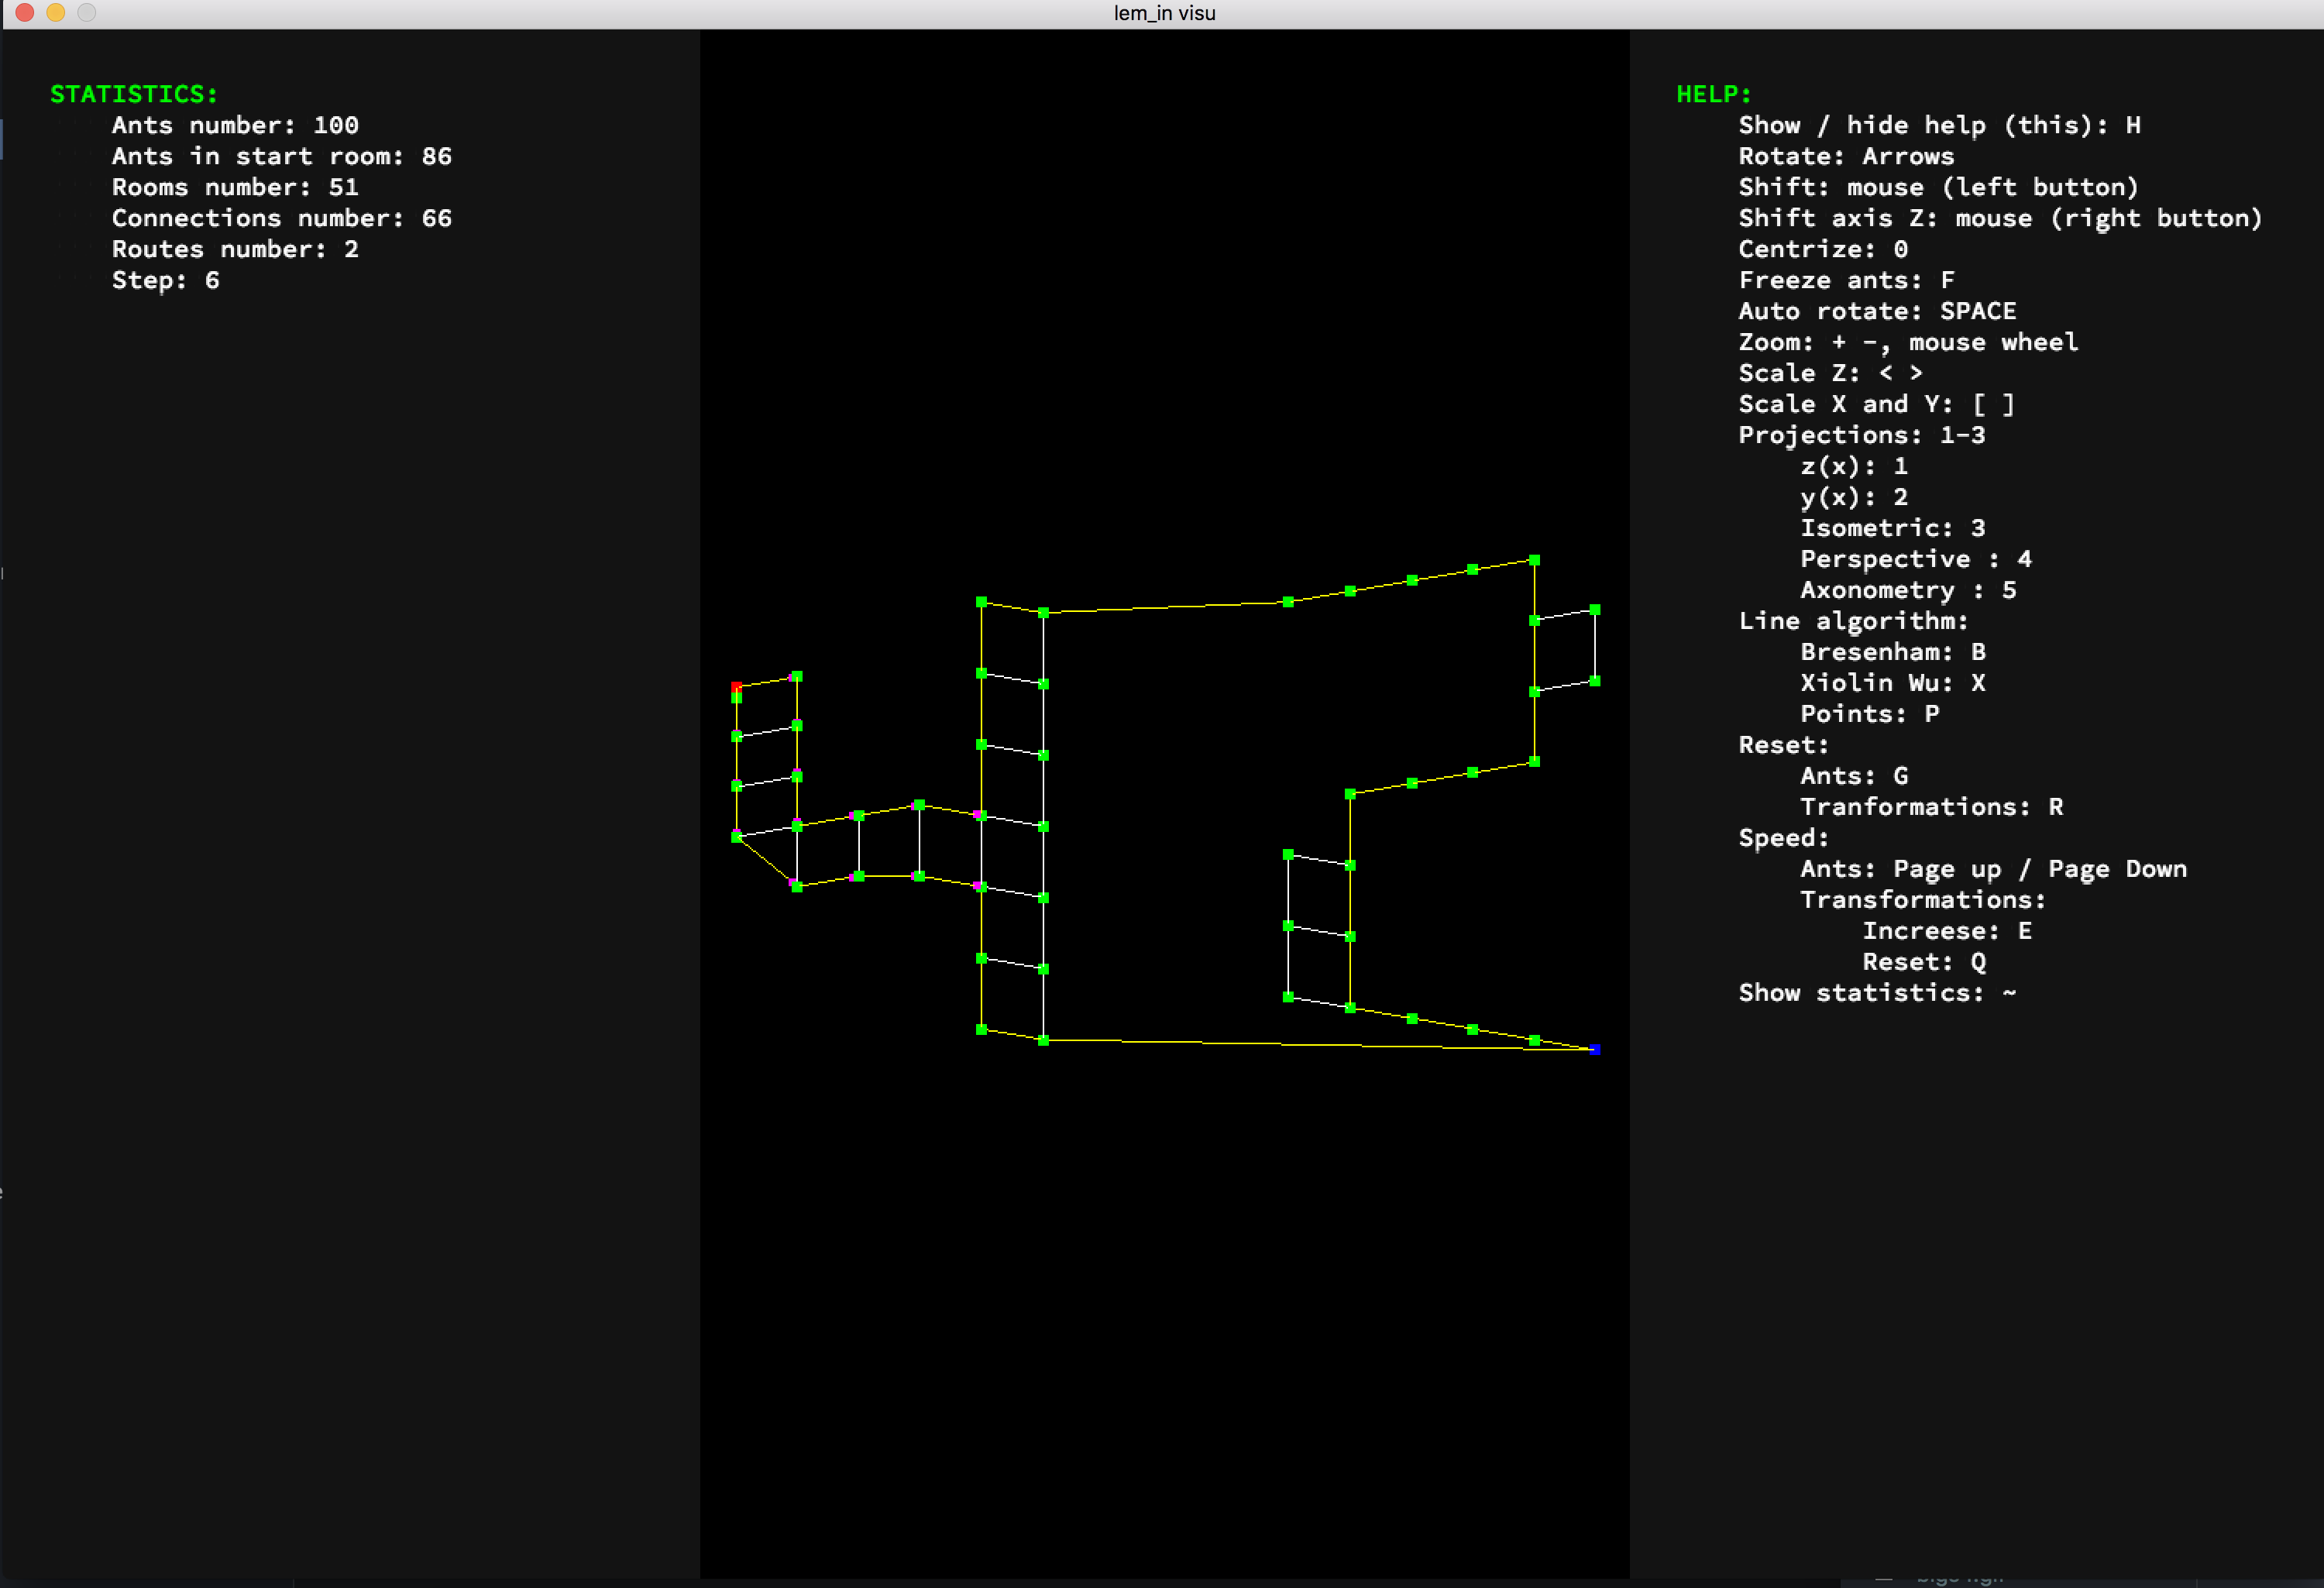 lem_in visu
STATISTICS:
Ants number: 100
Ants in start room: 86
Rooms number: 51
Connections number: 66
Routes number: 2
Step: 6
HELP:
Show / hide help (this): H
Rotate: Arrows
Shift: mouse (left button)
Shift axis Z: mouse (right button)
Centrize: 0
Freeze ants: F
Auto rotate: SPACE
Zoom: + -, mouse wheel
Scale Z: < >
Scale X and Y: [ ]
Projections: 1-3
z(x): 1
y(x): 2
Isometric: 3
Perspective : 4
Axonometry : 5
Line algorithm:
Bresenham: B
Xiolin Wu: X
Points: P
Reset:
Ants: G
Tranformations: R
Speed:
Ants: Page up / Page Down
Transformations:
Increese: E
Reset: Q
Show statistics: ~